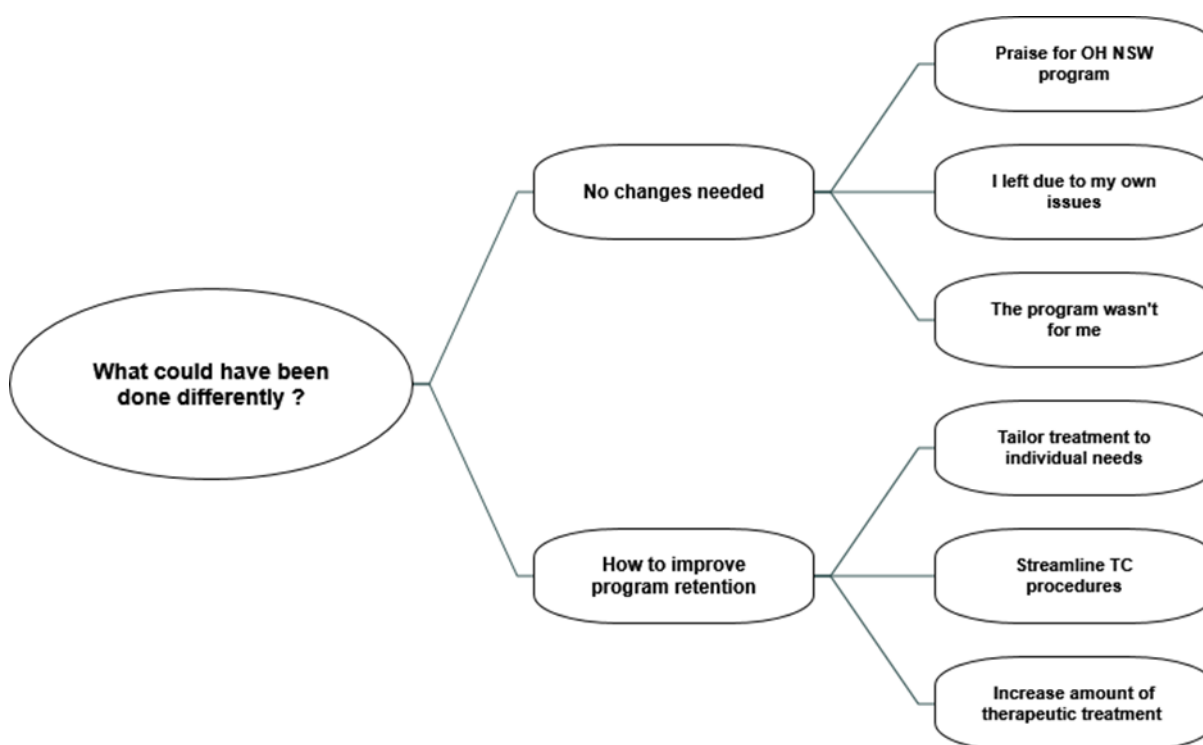 What could have been
done differently ?
No changes needed
Praise for OH NSW
program
I left due to my own
issues
The program wasn't
for me
How to improve
program retention
Tailor treatment to
individual needs
Streamline TC
procedures
Increase amount of
therapeutic treatment